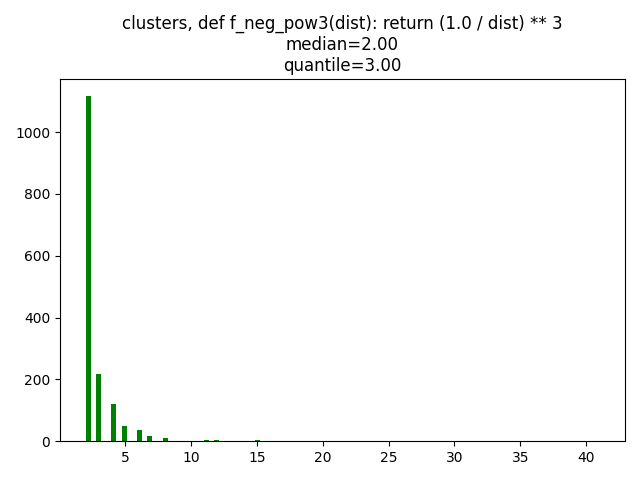 clusters, def f_neg_pow3(dist): return (1.0 / dist) ** 3
median=2.00
quantile=3.00
1000
800
600
400
200
0
5 10 15 20 25 30 35 40